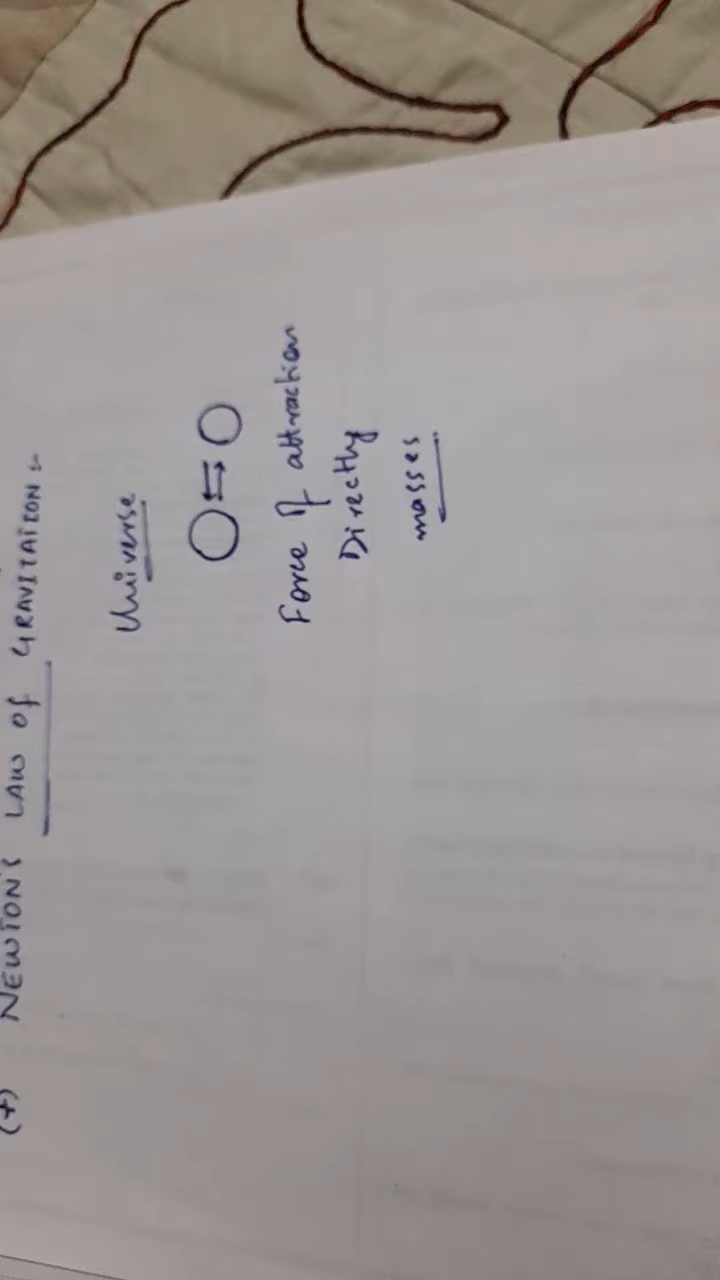 (+) NEWTON'S LAW OF GRAVITATION :-
Universe
Force of attraction
Directly
masses